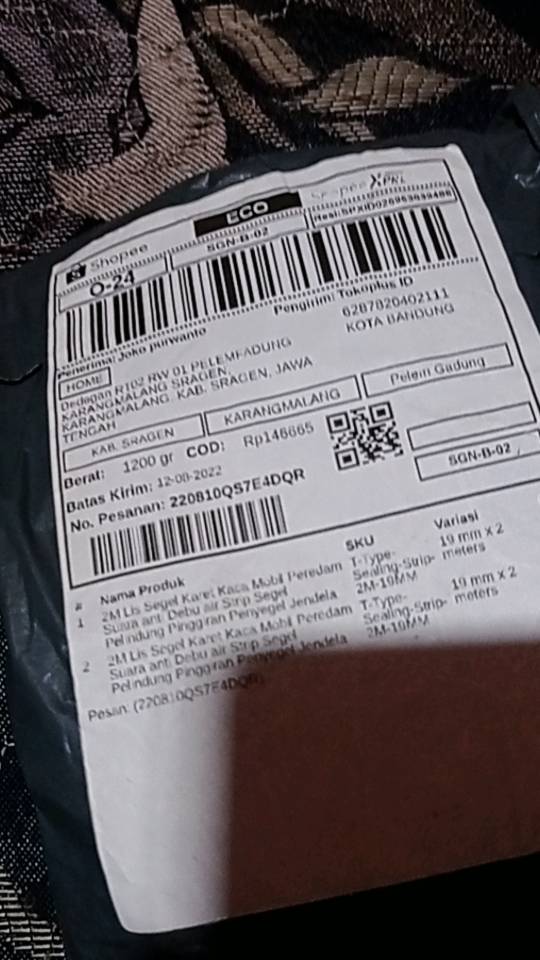 Shopee
ECO
Shopee XPRES
O-24
SGN-B-02
Penerima: Joko purwanto
Pengirim: Tokoplus ID
HOME
6287820402111
KOTA BANDUNG
RT02 RW 01 PELEMGADUNG
KARANGMALANG SRAGEN,
KARANGMALANG, KAB. SRAGEN, JAWA
TENGAH
KAB. SRAGEN
KARANGMALANG
Pelem Gadung
Berat: 1200 gr
COD:
Batas Kirim: 12-08-2022
SGN-B-02
No. Pesanan: 220810QS7E4DQR
# Nama Produk SKU Variasi
1 2M Lis Segel Karet Kaca Mobil Peredam T-Type- 19 mm x 2
Suara anti Debu air Strip Segel Sealing-Strip- meters
Pelindung Pinggiran Penyegel Jendela 2M-19MM
2 2M Lis Segel Karet Kaca Mobil Peredam T-Type- 19 mm x 2
Suara anti Debu air Strip Segel Sealing-Strip- meters
Pelindung Pinggiran Penyegel Jendela 2M-19MM
Pesan: (220810QS7E4DQR)